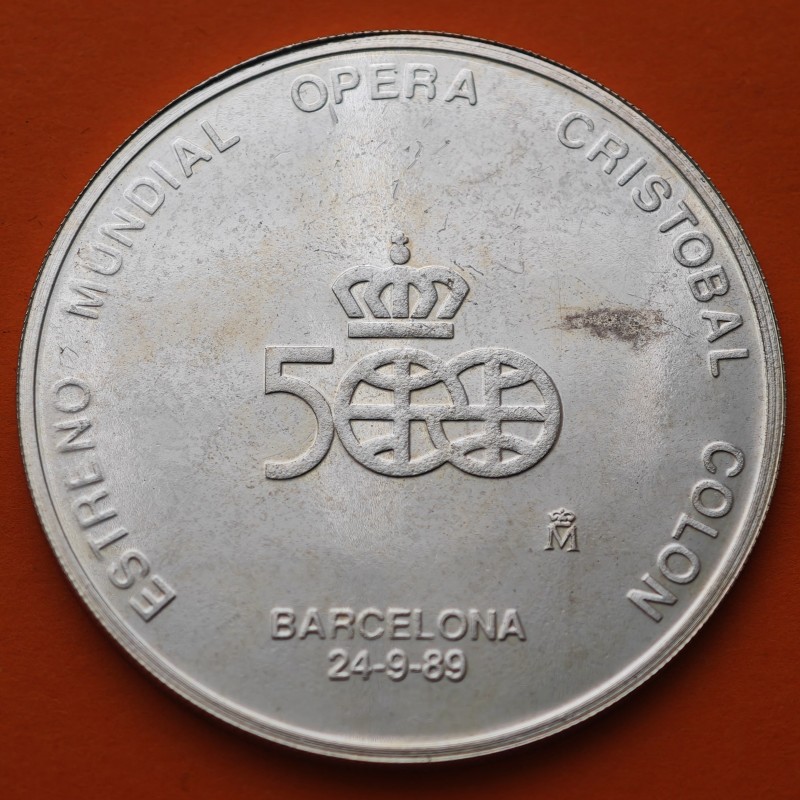 ESTRENO MUNDIAL OPERA CRISTOBAL COLON
500
M
BARCELONA
24-9-89